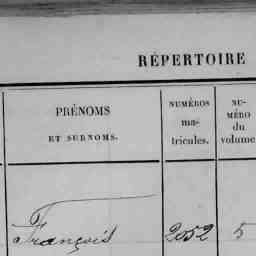 RÉPERTOIRE
PRÉNOMS
ET SURNOMS.
NUMÉROS
ma-
tricules.
NU-
MÉRO
du
volume
François 2052 5